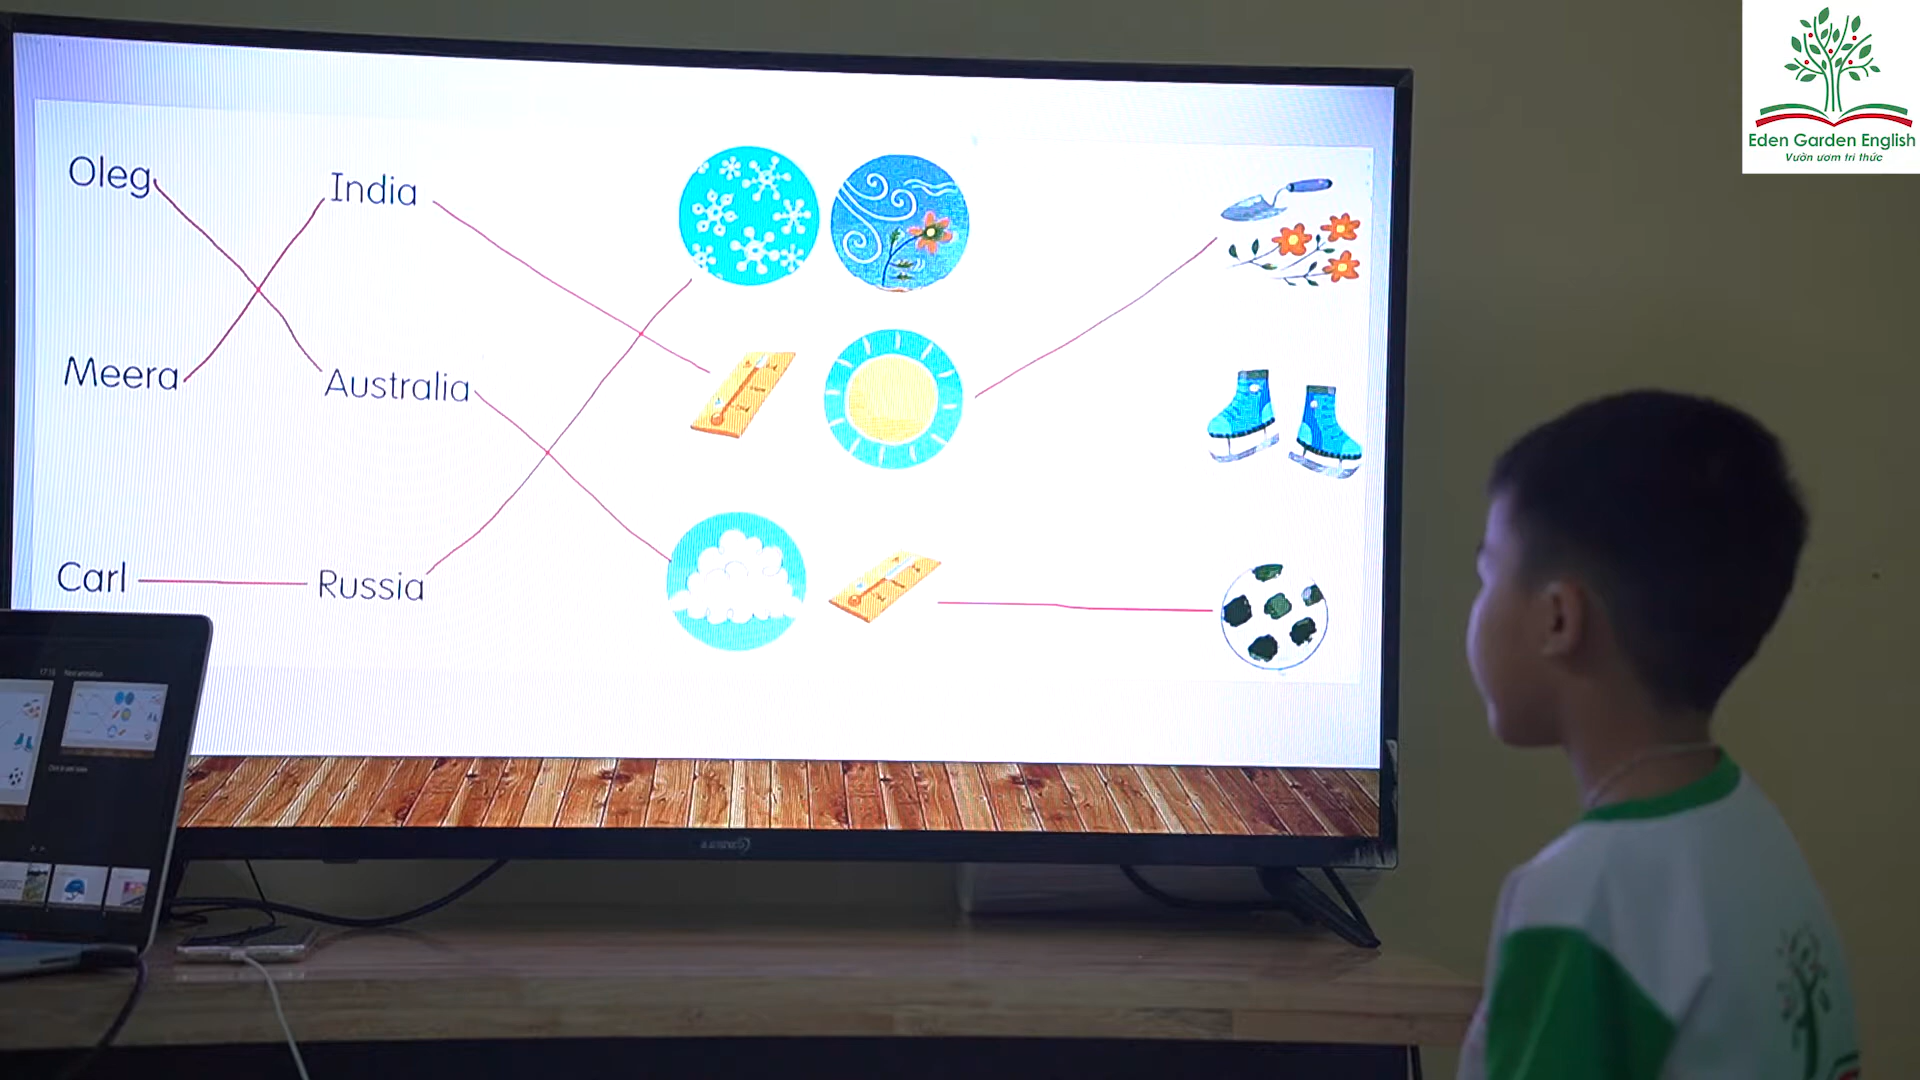 Oleg
India
Meera
Australia
Carl
Russia
Eden Garden English
Vườn ươm tri thức